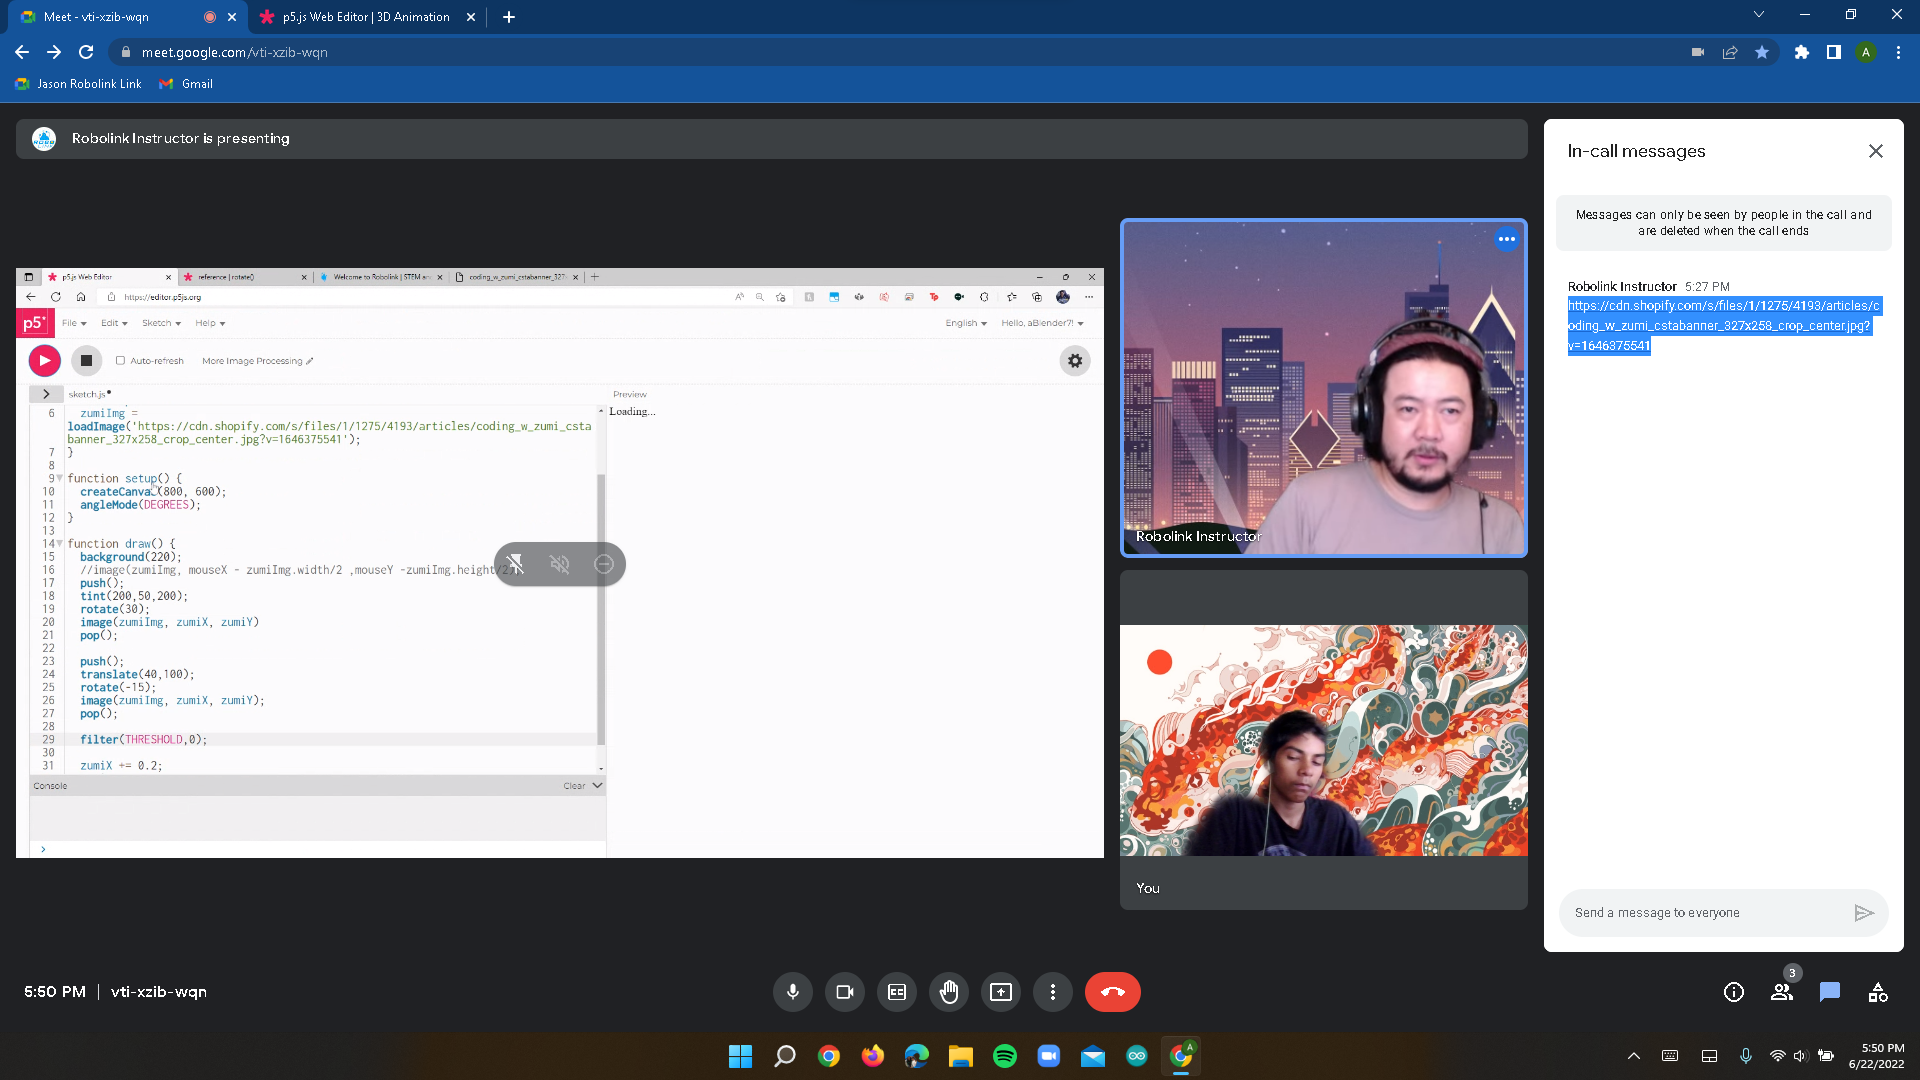 Meet - vti-xzib-wqn
p5.js Web Editor | 3D Animation
meet.google.com/vti-xzib-wqn
A
Jason Robolink Link
Gmail
Robolink Instructor is presenting
p5.js Web Editor
reference | rotate()
Welcome to Robolink | STEM an
coding_w_zumi_cstabanner_327
https://editor.p5js.org
p5*
File
Edit
Sketch
Help
English
Hello, aBlender7!
Auto-refresh
More Image Processing
sketch.js
Preview
Loading...
6 zumiImg =
loadImage('https://cdn.shopify.com/s/files/1/1275/4193/articles/coding_w_zumi_csta
banner_327x258_crop_center.jpg?v=1646375541');
7 }
8
9 function setup() {
10 createCanvas(800, 600);
11 angleMode(DEGREES);
12 }
13
14 function draw() {
15 background(220);
16 //image(zumiImg, mouseX - zumiImg.width/2 ,mouseY -zumiImg.height/2);
17 push();
18 tint(200,50,200);
19 rotate(30);
20 image(zumiImg, zumiX, zumiY)
21 pop();
22
23 push();
24 translate(40,100);
25 rotate(-15);
26 image(zumiImg, zumiX, zumiY);
27 pop();
28
29 filter(THRESHOLD,0);
30
31 zumiX += 0.2;
Console
Clear
Robolink Instructor
You
In-call messages
Messages can only be seen by people in the call and
are deleted when the call ends
Robolink Instructor 5:27 PM
https://cdn.shopify.com/s/files/1/1275/4193/articles/c
oding_w_zumi_cstabanner_327x258_crop_center.jpg?
v=1646375541
Send a message to everyone
5:50 PM | vti-xzib-wqn
3
A
5:50 PM
6/22/2022